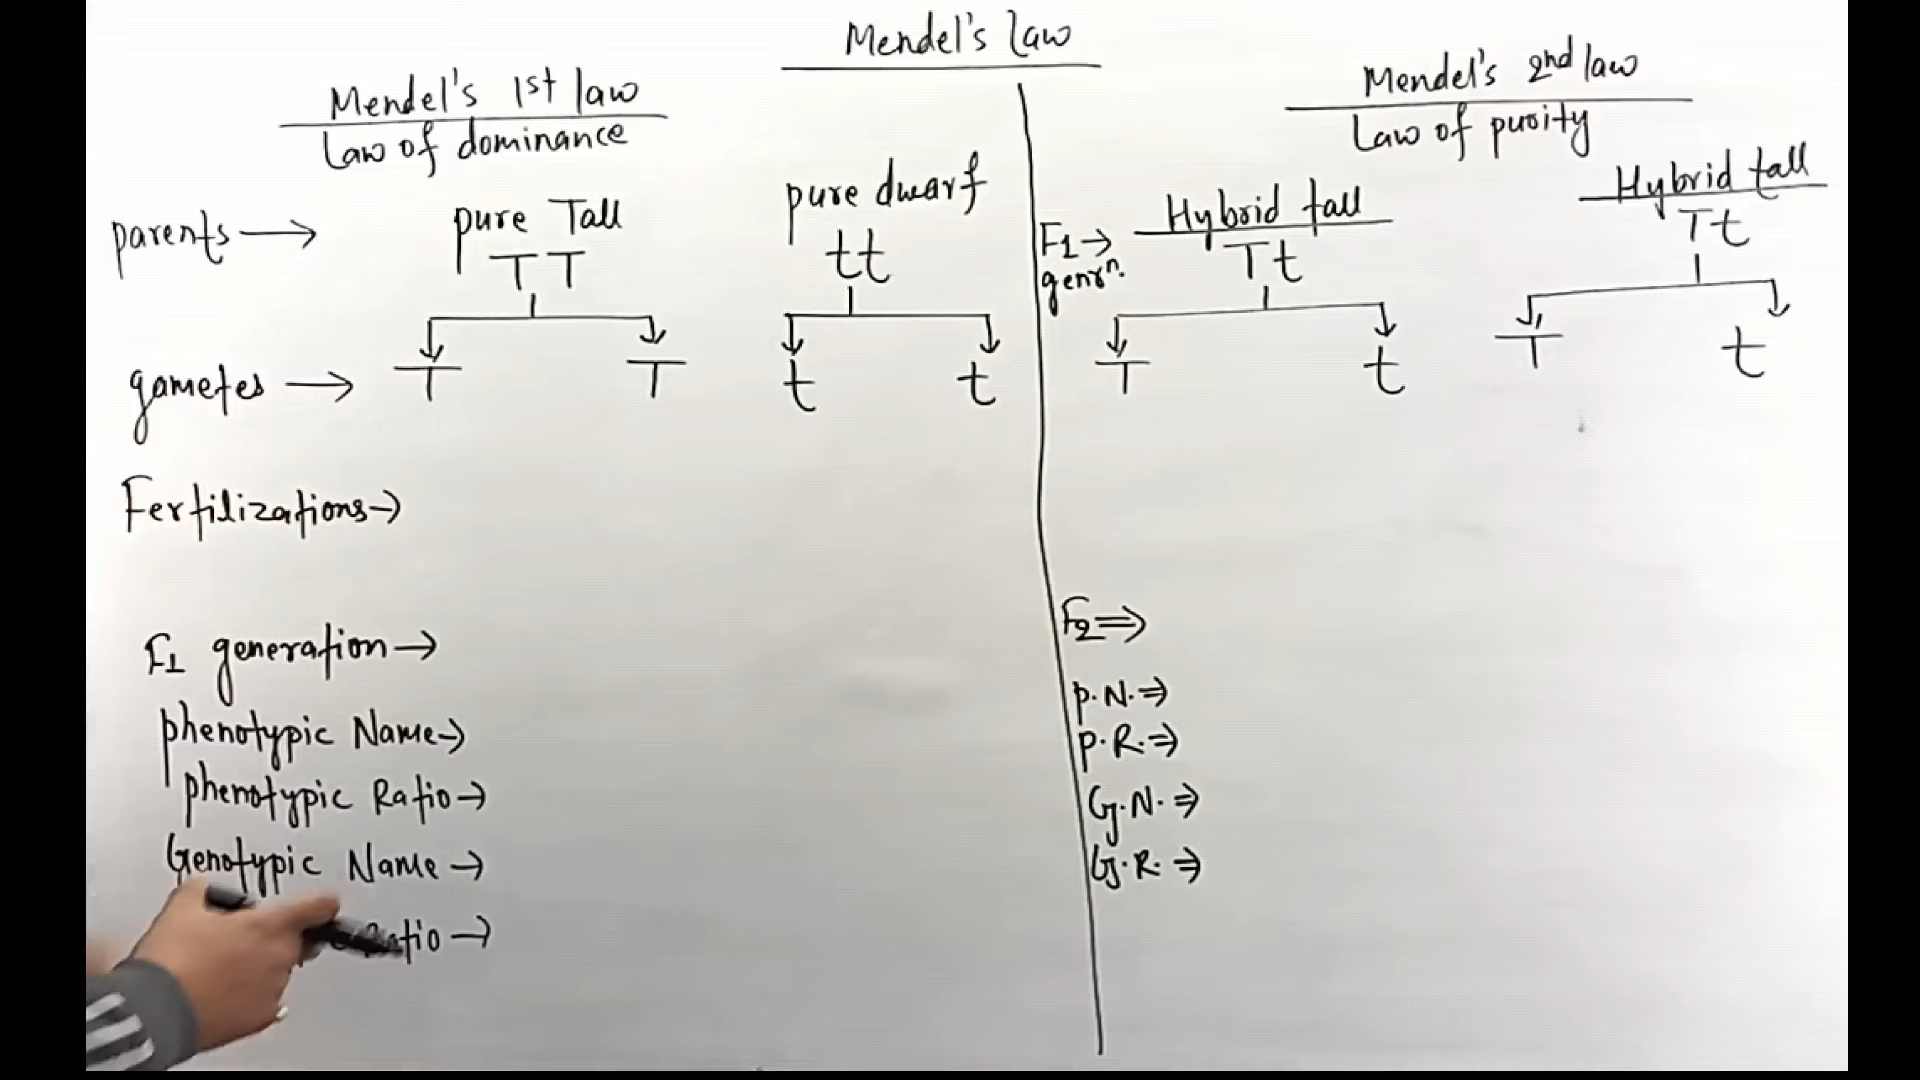 Mendel's law
Mendel's 1st law
Law of dominance
parents →
pure Tall
TT
pure dwarf
tt
gametes →
T T
t t
Fertilizations →
F1 generation →
phenotypic Name →
phenotypic Ratio →
Genotypic Name →
Ratio →
Mendel's 2nd law
Law of purity
F1 →
genrn.
Hybrid tall
Tt
Hybrid tall
Tt
T t
T t
F2 ⇒
P.N. ⇒
P.R. ⇒
G.N. ⇒
G.R. ⇒